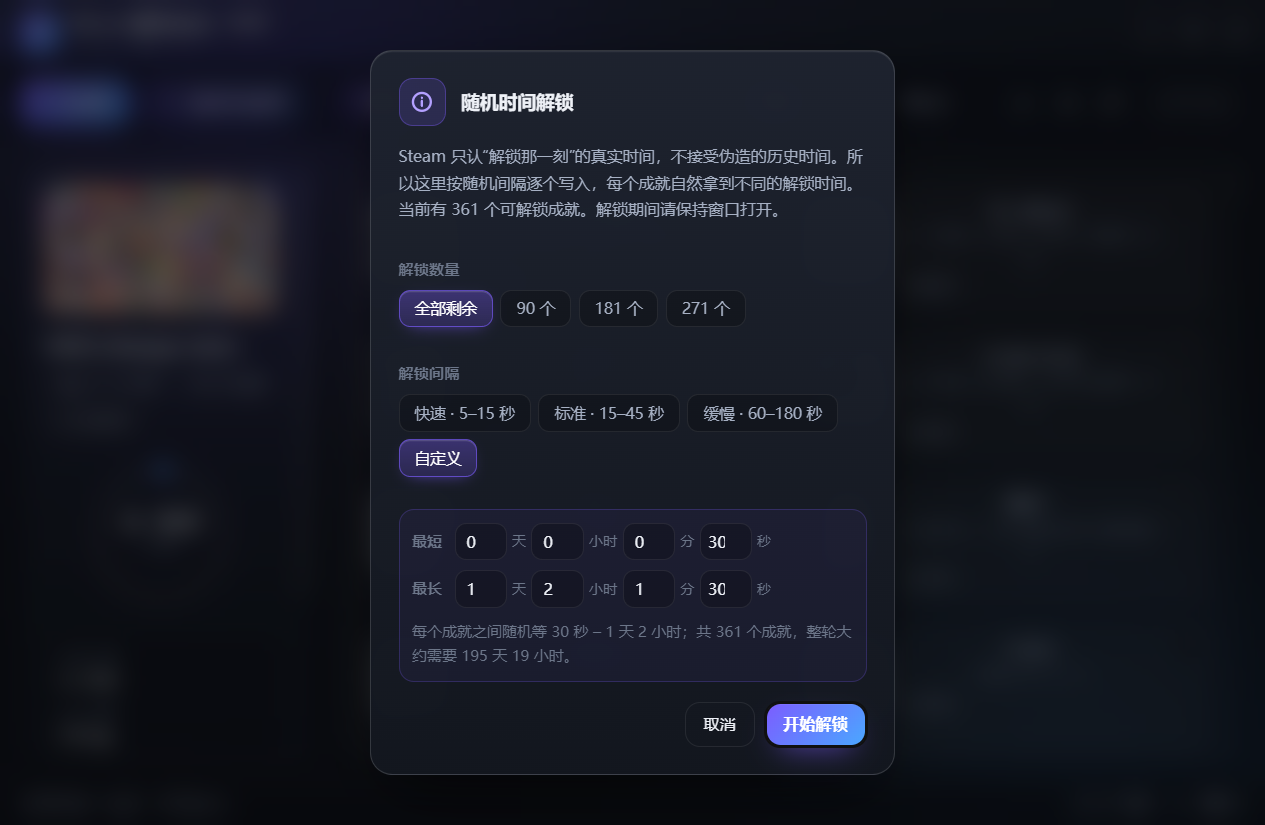 随机时间解锁
Steam 只认“解锁那一刻”的真实时间，不接受伪造的历史时间。所
以这里按随机间隔逐个写入，每个成就自然拿到不同的解锁时间。
当前有 361 个可解锁成就。解锁期间请保持窗口打开。
解锁数量
全部剩余 90 个 181 个 271 个
解锁间隔
快速 · 5–15 秒 标准 · 15–45 秒 缓慢 · 60–180 秒
自定义
最短 0 天 0 小时 0 分 30 秒
最长 1 天 2 小时 1 分 30 秒
每个成就之间随机等 30 秒 – 1 天 2 小时；共 361 个成就，整轮大
约需要 195 天 19 小时。
取消 开始解锁